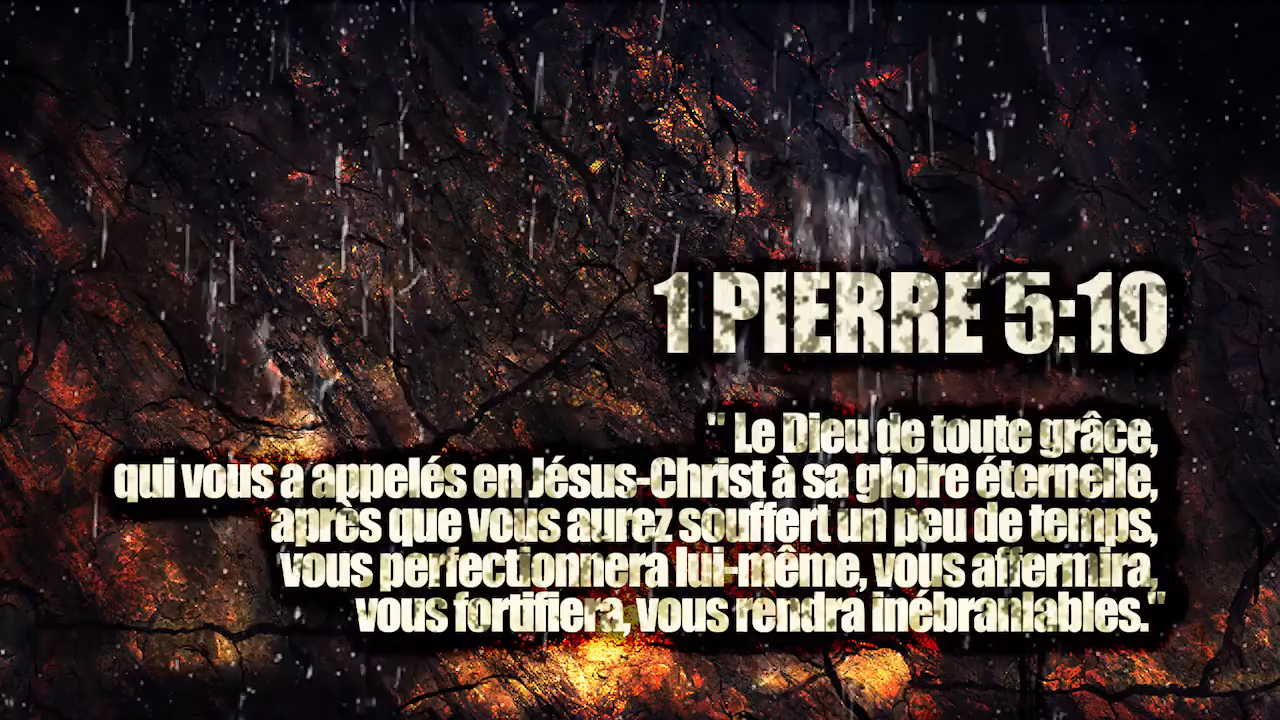 1 PIERRE 5:10
" Le Dieu de toute grâce,
qui vous a appelés en Jésus-Christ à sa gloire éternelle,
après que vous aurez souffert un peu de temps,
vous perfectionnera lui-même, vous affermira,
vous fortifiera, vous rendra inébranlables."